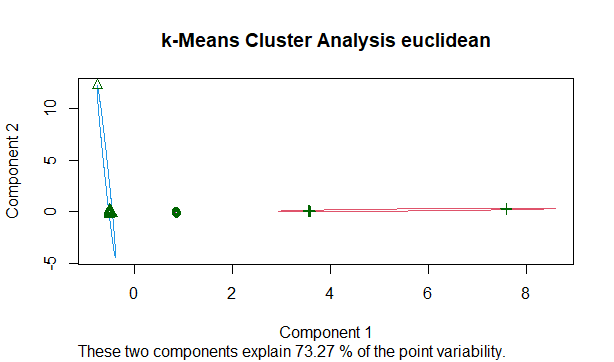 k-Means Cluster Analysis euclidean
Component 2
10
5
0
-5
0
2
4
6
8
Component 1
These two components explain 73.27 % of the point variability.